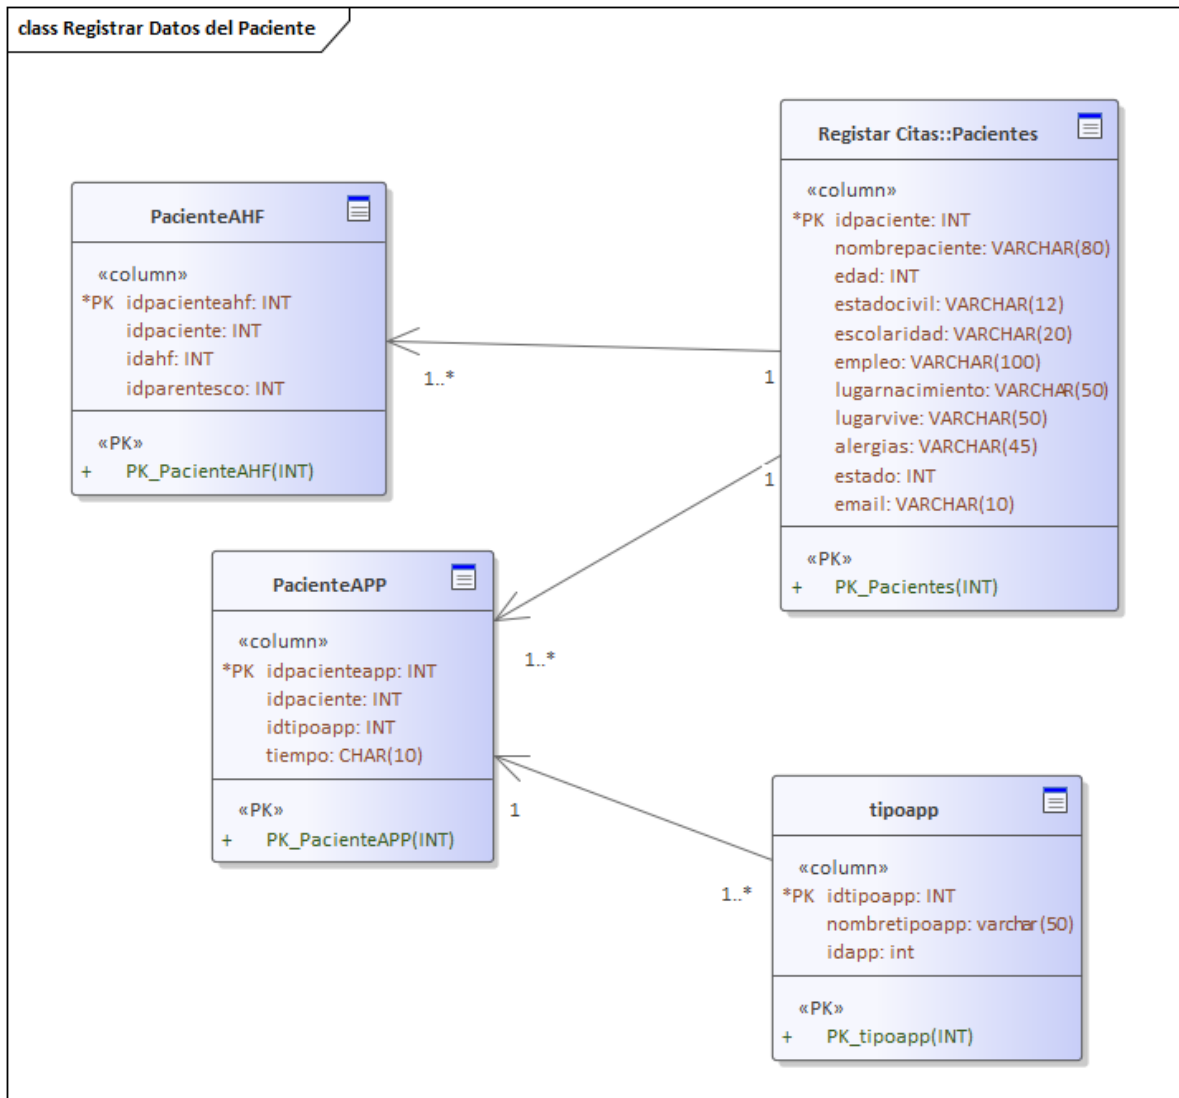 class Registrar Datos del Paciente
PacienteAHF
«column»
*PK idpacienteahf: INT
idpaciente: INT
idahf: INT
idparentesco: INT
«PK»
+ PK_PacienteAHF(INT)
Registar Citas::Pacientes
«column»
*PK idpaciente: INT
nombrepaciente: VARCHAR(80)
edad: INT
estadocivil: VARCHAR(12)
escolaridad: VARCHAR(20)
empleo: VARCHAR(100)
lugarnacimiento: VARCHAR(50)
lugarvive: VARCHAR(50)
alergias: VARCHAR(45)
estado: INT
email: VARCHAR(10)
«PK»
+ PK_Pacientes(INT)
1..*
1
1
1..*
PacienteAPP
«column»
*PK idpacienteapp: INT
idpaciente: INT
idtipoapp: INT
tiempo: CHAR(10)
«PK»
+ PK_PacienteAPP(INT)
1
1..*
tipoapp
«column»
*PK idtipoapp: INT
nombretipoapp: varchar(50)
idapp: int
«PK»
+ PK_tipoapp(INT)